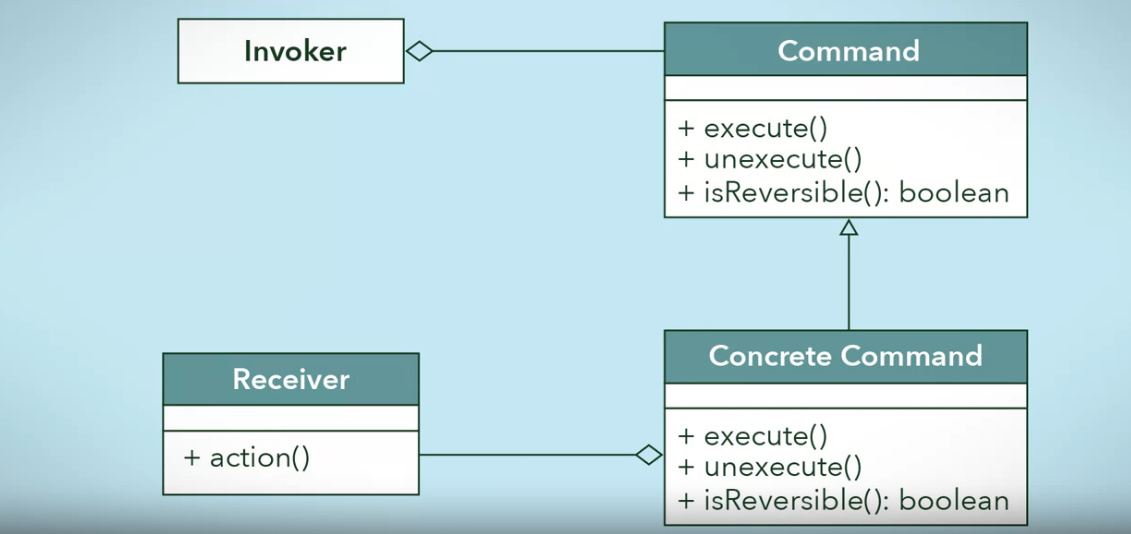 Invoker
Command
+ execute()
+ unexecute()
+ isReversible(): boolean
Receiver
+ action()
Concrete Command
+ execute()
+ unexecute()
+ isReversible(): boolean